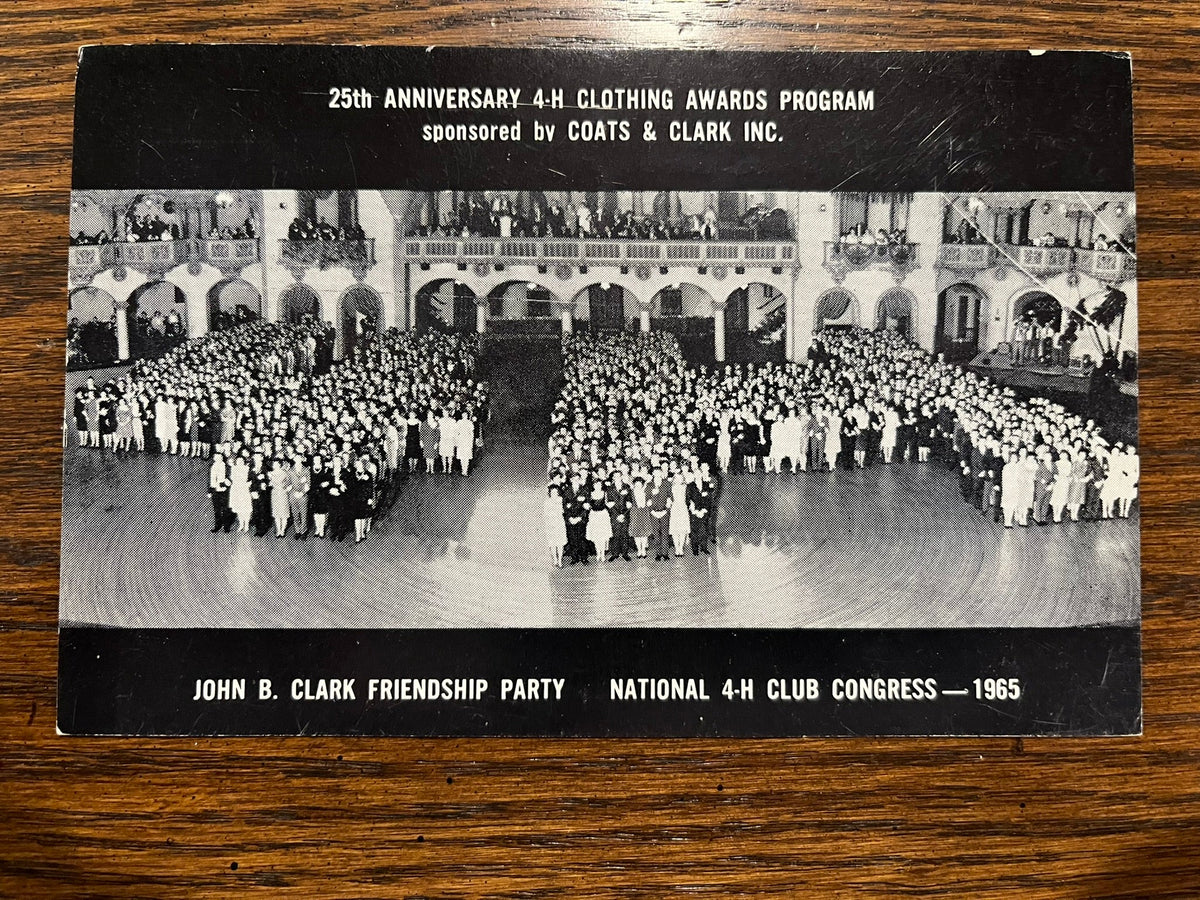 25th ANNIVERSARY 4-H CLOTHING AWARDS PROGRAM
sponsored by COATS & CLARK INC.
JOHN B. CLARK FRIENDSHIP PARTY NATIONAL 4-H CLUB CONGRESS—1965